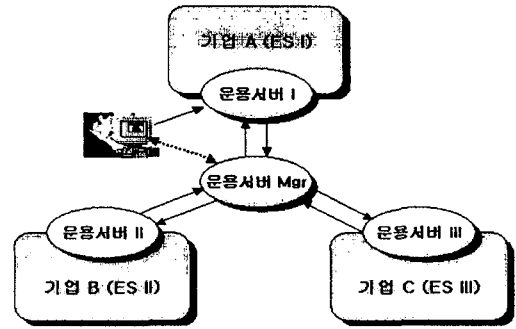 기업 A (ES I)
운용서버 I
운용서버 Mgr
운용서버 II
운용서버 III
기업 B (ES II)
기업 C (ES III)